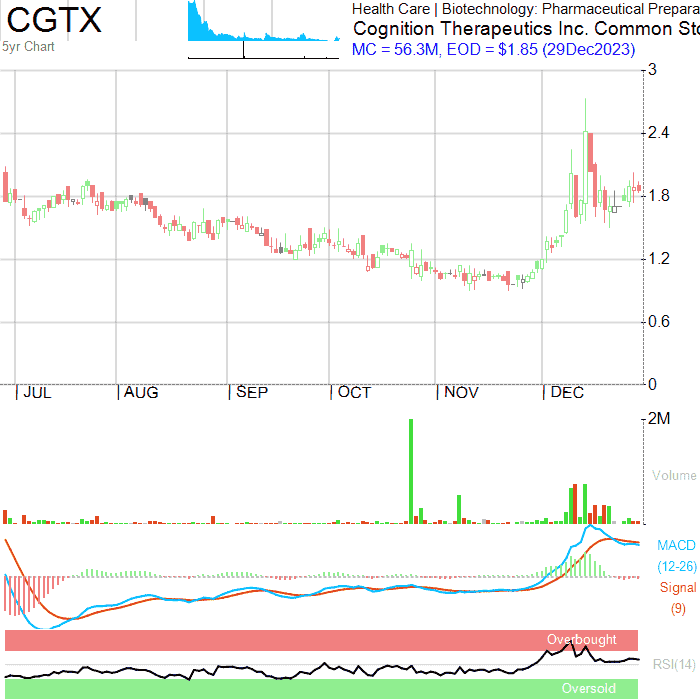 CGTX
5yr Chart
Health Care | Biotechnology: Pharmaceutical Prepara
Cognition Therapeutics Inc. Common Sto
MC = 56.3M, EOD = $1.85 (29Dec2023)
3
2.4
1.8
1.2
0.6
0
JUL AUG SEP OCT NOV DEC
2M
Volume
MACD
(12-26)
Signal
(9)
Overbought
RSI(14)
Oversold